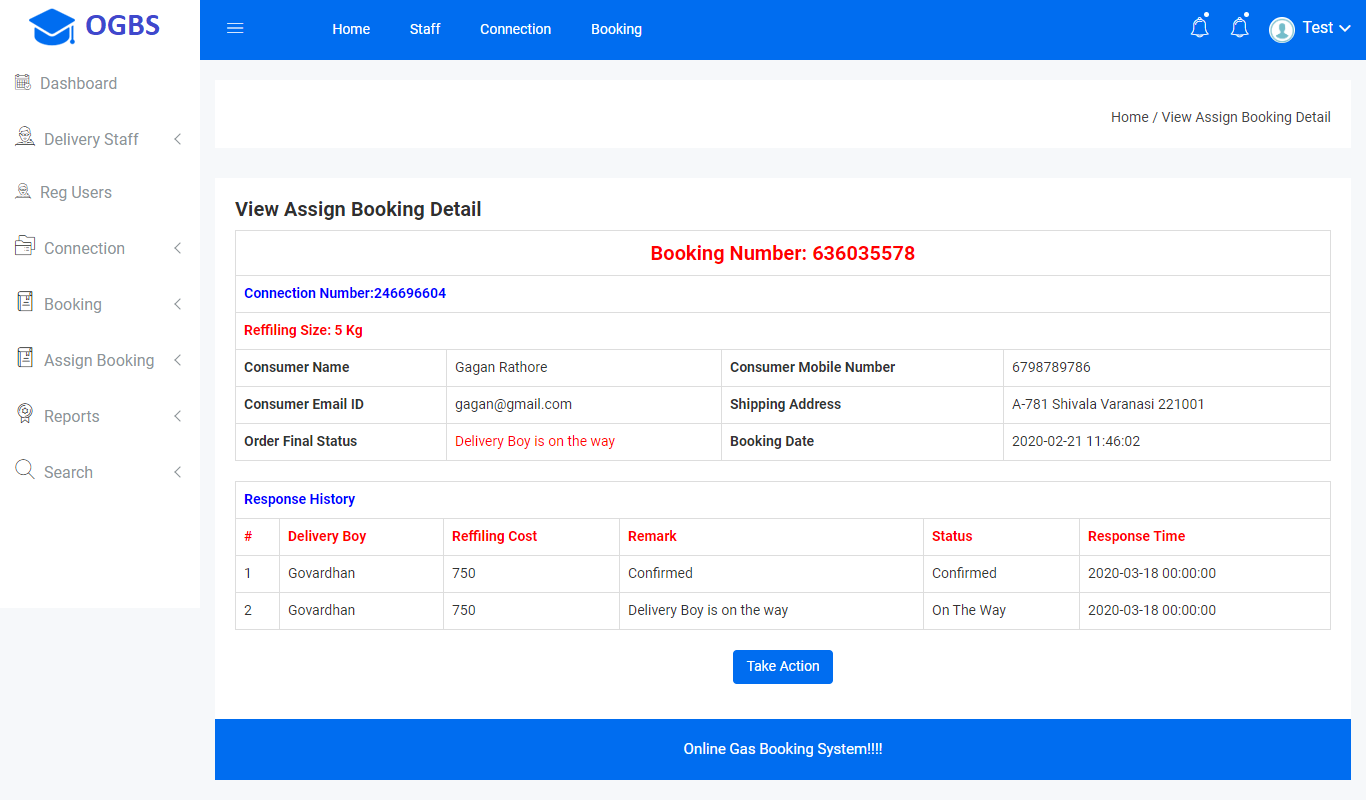 OGBS
Home Staff Connection Booking
Test
Dashboard
Delivery Staff
Reg Users
Connection
Booking
Assign Booking
Reports
Search
Home / View Assign Booking Detail
View Assign Booking Detail
Booking Number: 636035578
Connection Number:246696604
Reffiling Size: 5 Kg
Consumer Name Gagan Rathore Consumer Mobile Number 6798789786
Consumer Email ID gagan@gmail.com Shipping Address A-781 Shivala Varanasi 221001
Order Final Status Delivery Boy is on the way Booking Date 2020-02-21 11:46:02
Response History
# Delivery Boy Reffiling Cost Remark Status Response Time
1 Govardhan 750 Confirmed Confirmed 2020-03-18 00:00:00
2 Govardhan 750 Delivery Boy is on the way On The Way 2020-03-18 00:00:00
Take Action
Online Gas Booking System!!!!